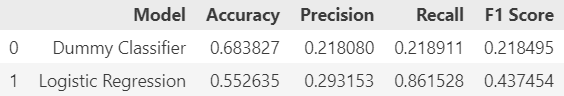 Model Accuracy Precision Recall F1 Score
0 Dummy Classifier 0.683827 0.218080 0.218911 0.218495
1 Logistic Regression 0.552635 0.293153 0.861528 0.437454